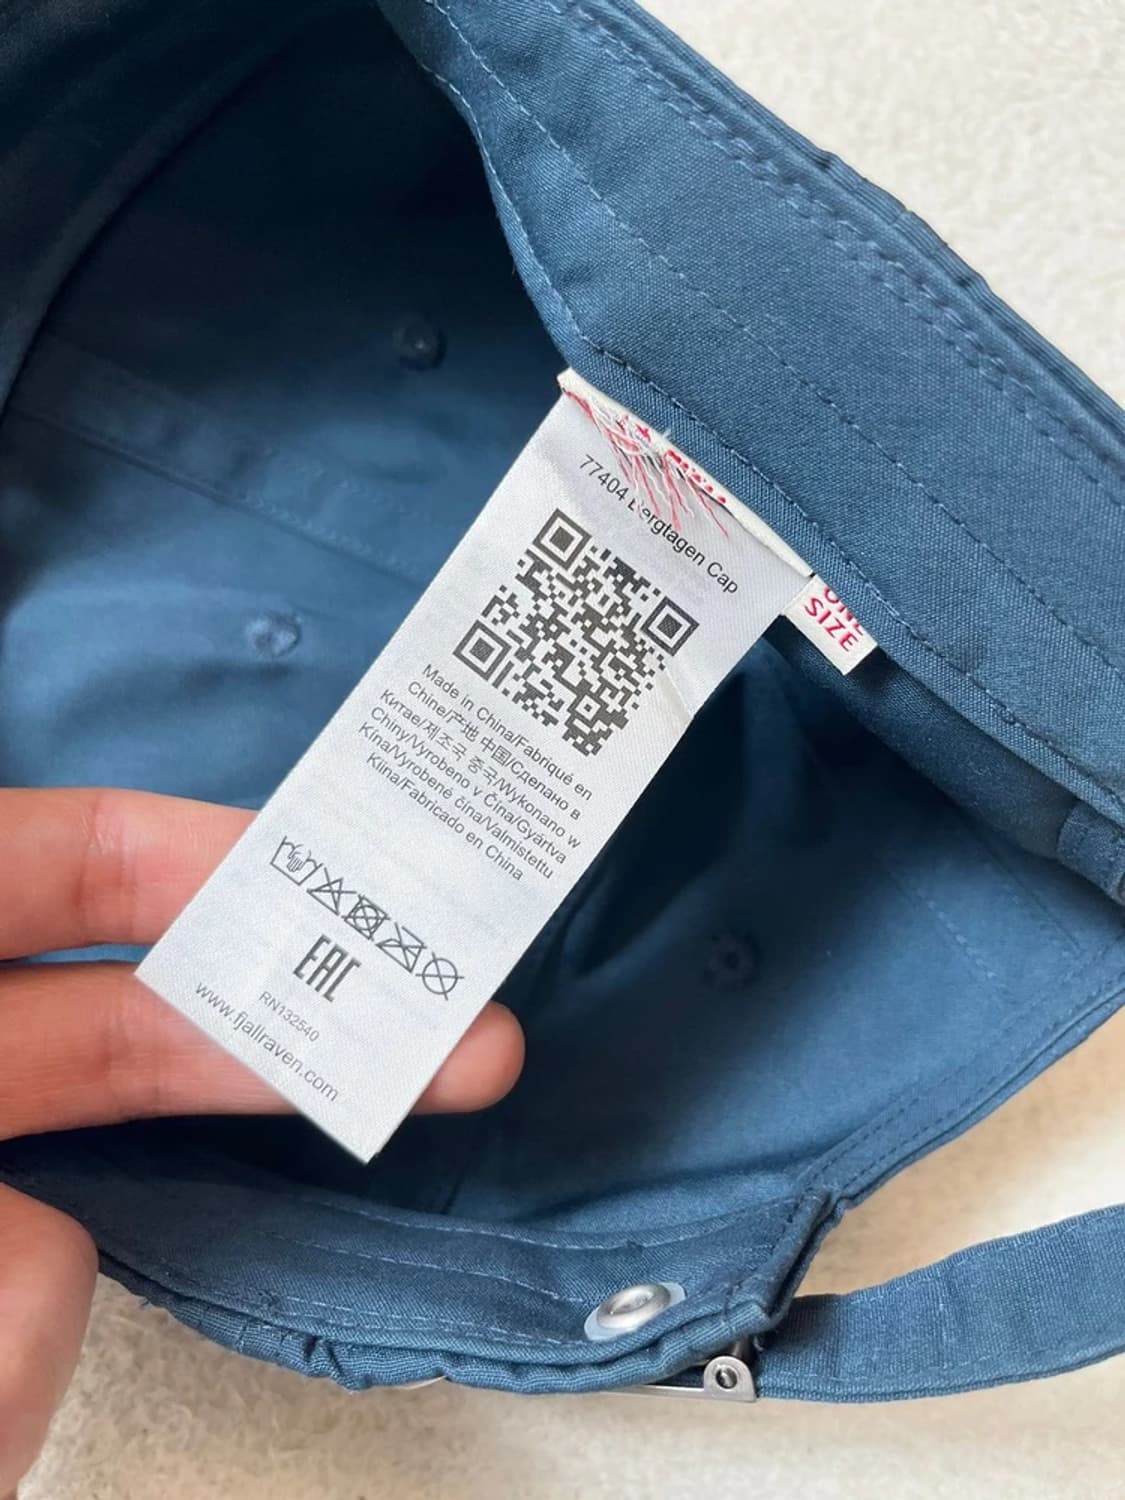 77404 Bergtagen Cap
ONE
SIZE
Made in China/Fabriqué en
Chine/产地 中国/Сделано в
Китае/제조국 중국/Wykonano w
Chiny/Vyrobeno v Čína/Gyártva
Kína/Vyrobené čína/Valmistettu
Kiina/Fabricado en China
EAC
RN132540
www.fjallraven.com